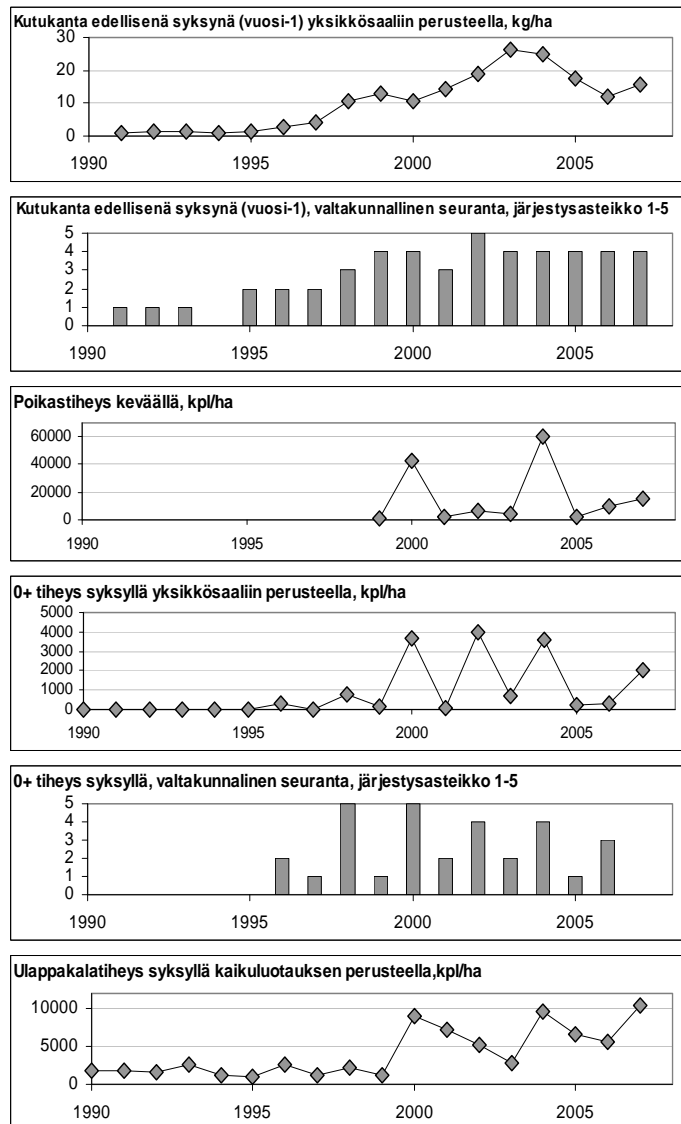 Kutukanta edellisenä syksynä (vuosi-1) yksikkösaaliin perusteella, kg/ha
30
20
10
0
1990 1995 2000 2005
Kutukanta edellisenä syksynä (vuosi-1), valtakunnallinen seuranta, järjestysasteikko 1-5
5
4
3
2
1
0
1990 1995 2000 2005
Poikastiheys keväällä, kpl/ha
60000
40000
20000
0
1990 1995 2000 2005
0+ tiheys syksyllä yksikkösaaliin perusteella, kpl/ha
5000
4000
3000
2000
1000
0
1990 1995 2000 2005
0+ tiheys syksyllä, valtakunnalinen seuranta, järjestysasteikko 1-5
5
4
3
2
1
0
1990 1995 2000 2005
Ulappakalatiheys syksyllä kaikuluotauksen perusteella,kpl/ha
10000
5000
0
1990 1995 2000 2005